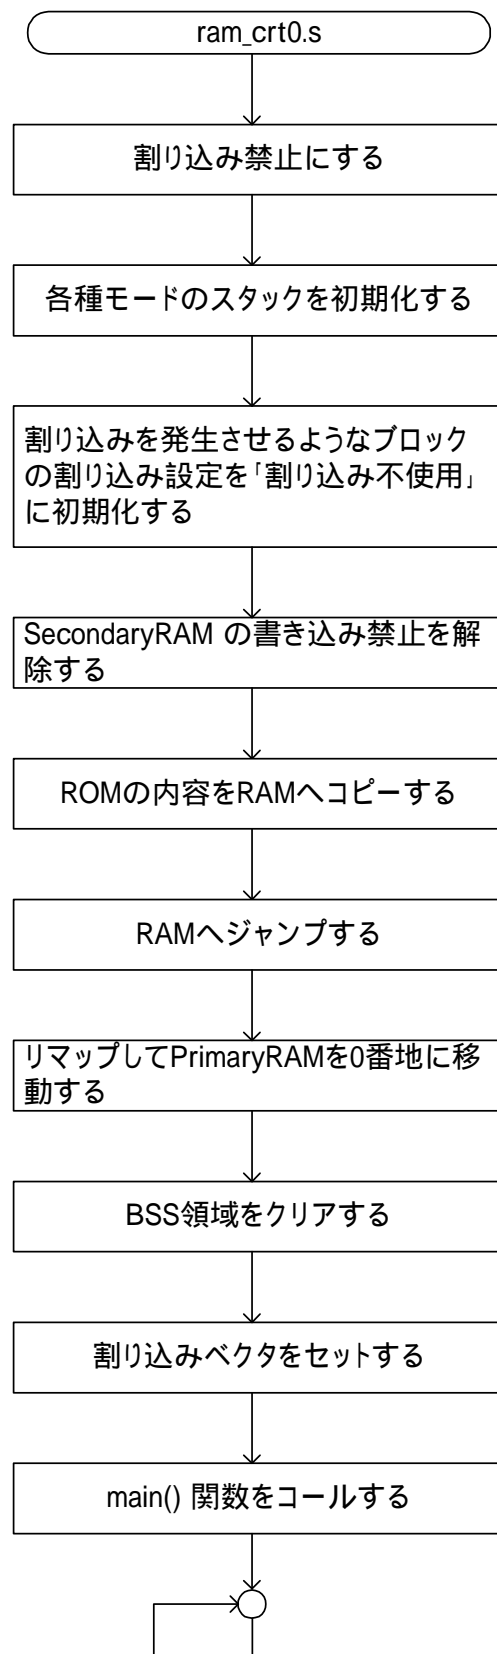 ram_crt0.s
割り込み禁止にする
各種モードのスタックを初期化する
割り込みを発生させるようなブロック
の割り込み設定を「割り込み不使用」
に初期化する
SecondaryRAM の書き込み禁止を解
除する
ROMの内容をRAMへコピーする
RAMへジャンプする
リマップしてPrimaryRAMを0番地に移
動する
BSS領域をクリアする
割り込みベクタをセットする
main() 関数をコールする